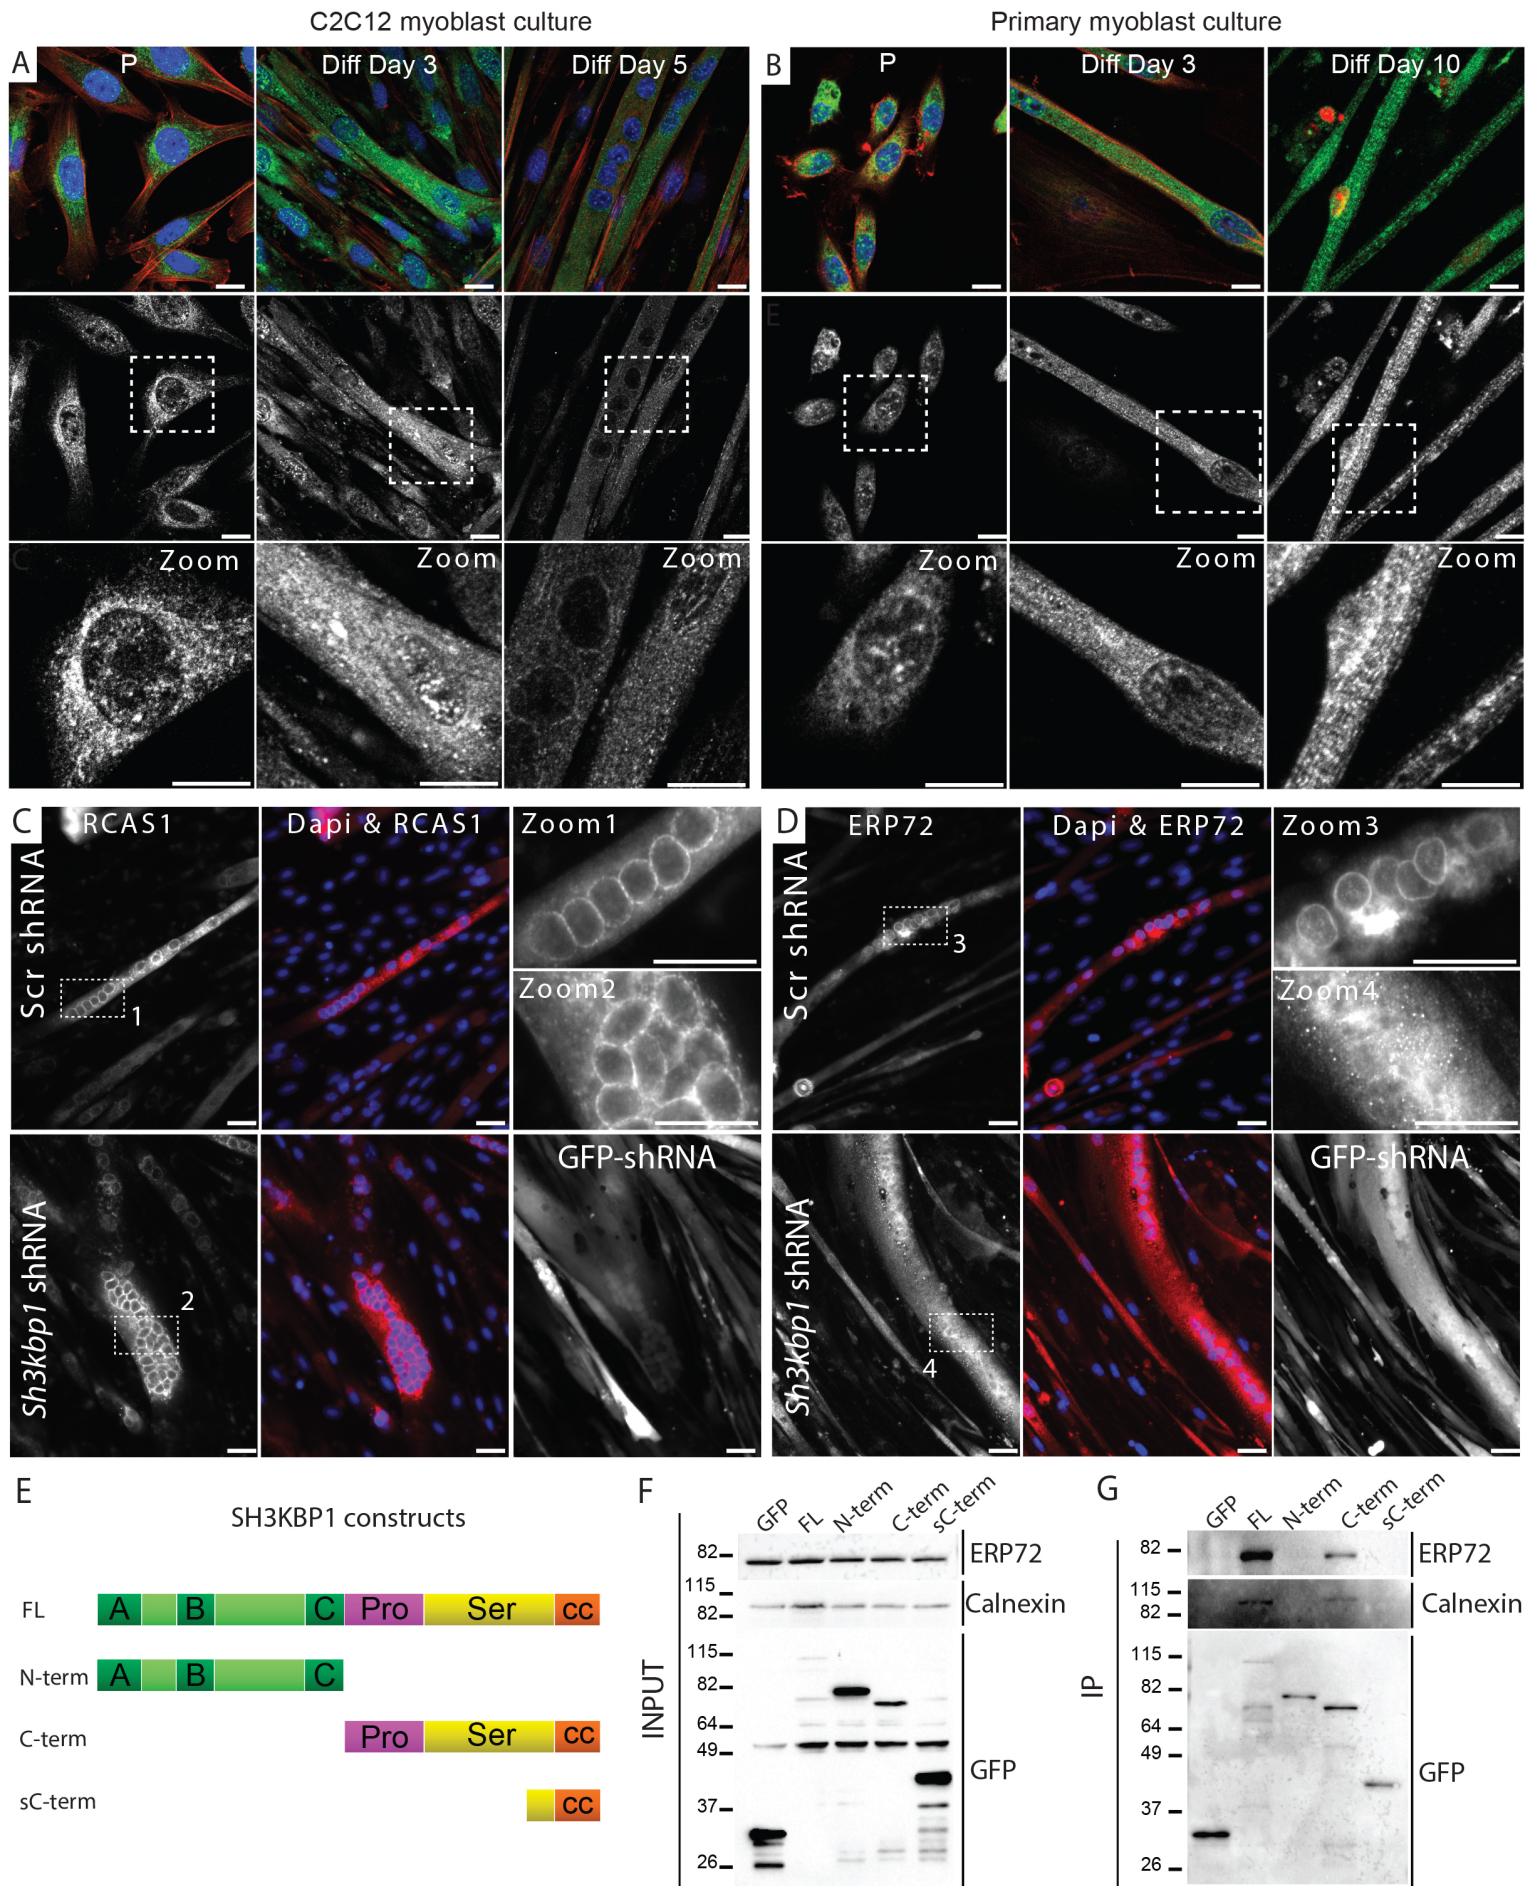 C2C12 myoblast culture
Primary myoblast culture
A
P
Diff Day 3
Diff Day 5
B
P
Diff Day 3
Diff Day 10
E
C
Zoom
Zoom
Zoom
Zoom
Zoom
Zoom
C
RCAS1
Dapi & RCAS1
Zoom1
Scr shRNA
1
Zoom2
Sh3kbp1 shRNA
2
GFP-shRNA
D
ERP72
Dapi & ERP72
Zoom3
Scr shRNA
3
Zoom4
Sh3kbp1 shRNA
4
GFP-shRNA
E
SH3KBP1 constructs
FL A B C Pro Ser cc
N-term A B C
C-term Pro Ser cc
sC-term cc
F
GFP FL N-term C-term sC-term
82 ERP72
115
82 Calnexin
INPUT
115
82
64
49
37
26
GFP
G
GFP FL N-term C-term sC-term
82 ERP72
115
82 Calnexin
IP
115
82
64
49
37
26
GFP